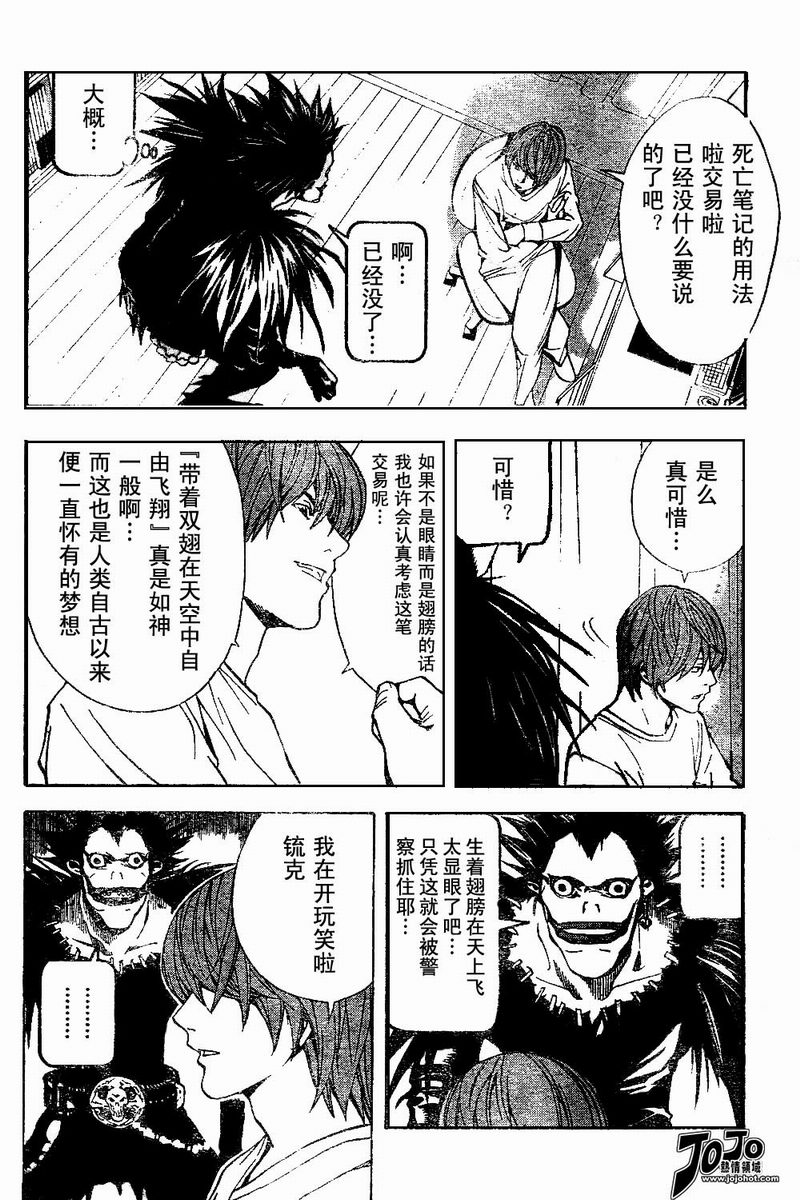 死亡笔记的用法
啦交易啦
已经没什么要说
的了吧？
啊…
已经没了…
大概…
是么
真可惜…
可惜？
如果不是眼睛而是翅膀的话
我也许会认真考虑这笔
交易呢…
『带着双翅在天空中自
由飞翔』真是如神
一般啊…
而这也是人类自古以来
便一直怀有的梦想
……
生着翅膀在天上飞
太显眼了吧…
只凭这就会被警
察抓住耶…
我在开玩笑啦
锍克
……
JOJO
熱情領域
www.jojohot.com